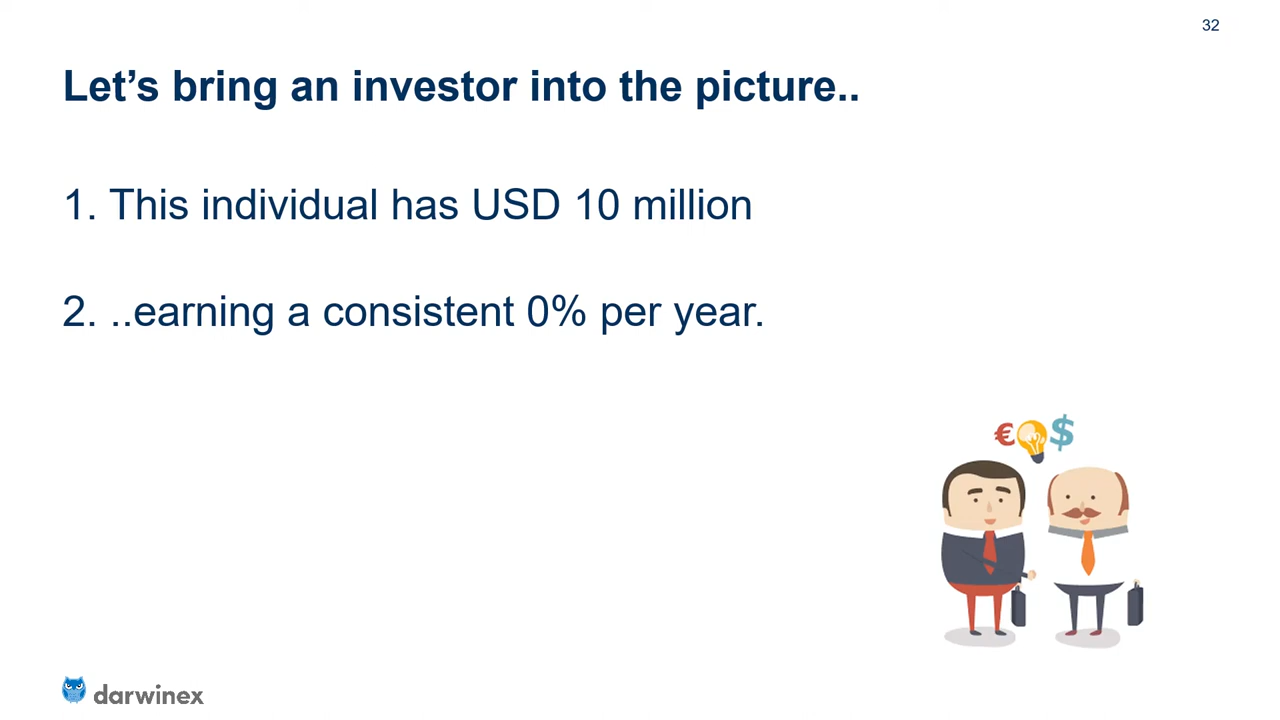 32
Let's bring an investor into the picture..
1. This individual has USD 10 million
2. ..earning a consistent 0% per year.
€ $
darwinex